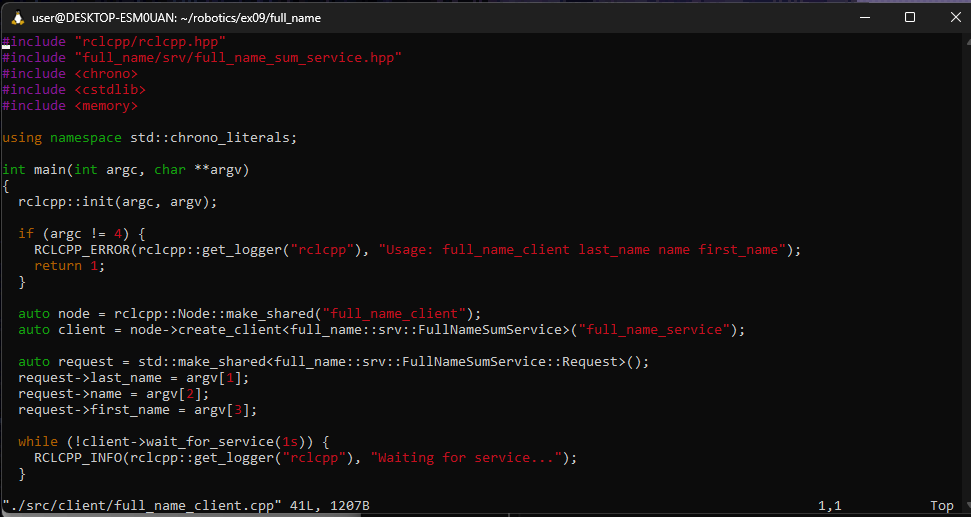 user@DESKTOP-ESM0UAN: ~/robotics/ex09/full_name
#include "rclcpp/rclcpp.hpp"
#include "full_name/srv/full_name_sum_service.hpp"
#include <chrono>
#include <cstdlib>
#include <memory>

using namespace std::chrono_literals;

int main(int argc, char **argv)
{
  rclcpp::init(argc, argv);

  if (argc != 4) {
    RCLCPP_ERROR(rclcpp::get_logger("rclcpp"), "Usage: full_name_client last_name name first_name");
    return 1;
  }

  auto node = rclcpp::Node::make_shared("full_name_client");
  auto client = node->create_client<full_name::srv::FullNameSumService>("full_name_service");

  auto request = std::make_shared<full_name::srv::FullNameSumService::Request>();
  request->last_name = argv[1];
  request->name = argv[2];
  request->first_name = argv[3];

  while (!client->wait_for_service(1s)) {
    RCLCPP_INFO(rclcpp::get_logger("rclcpp"), "Waiting for service...");
  }

"./src/client/full_name_client.cpp" 41L, 1207B 1,1 Top